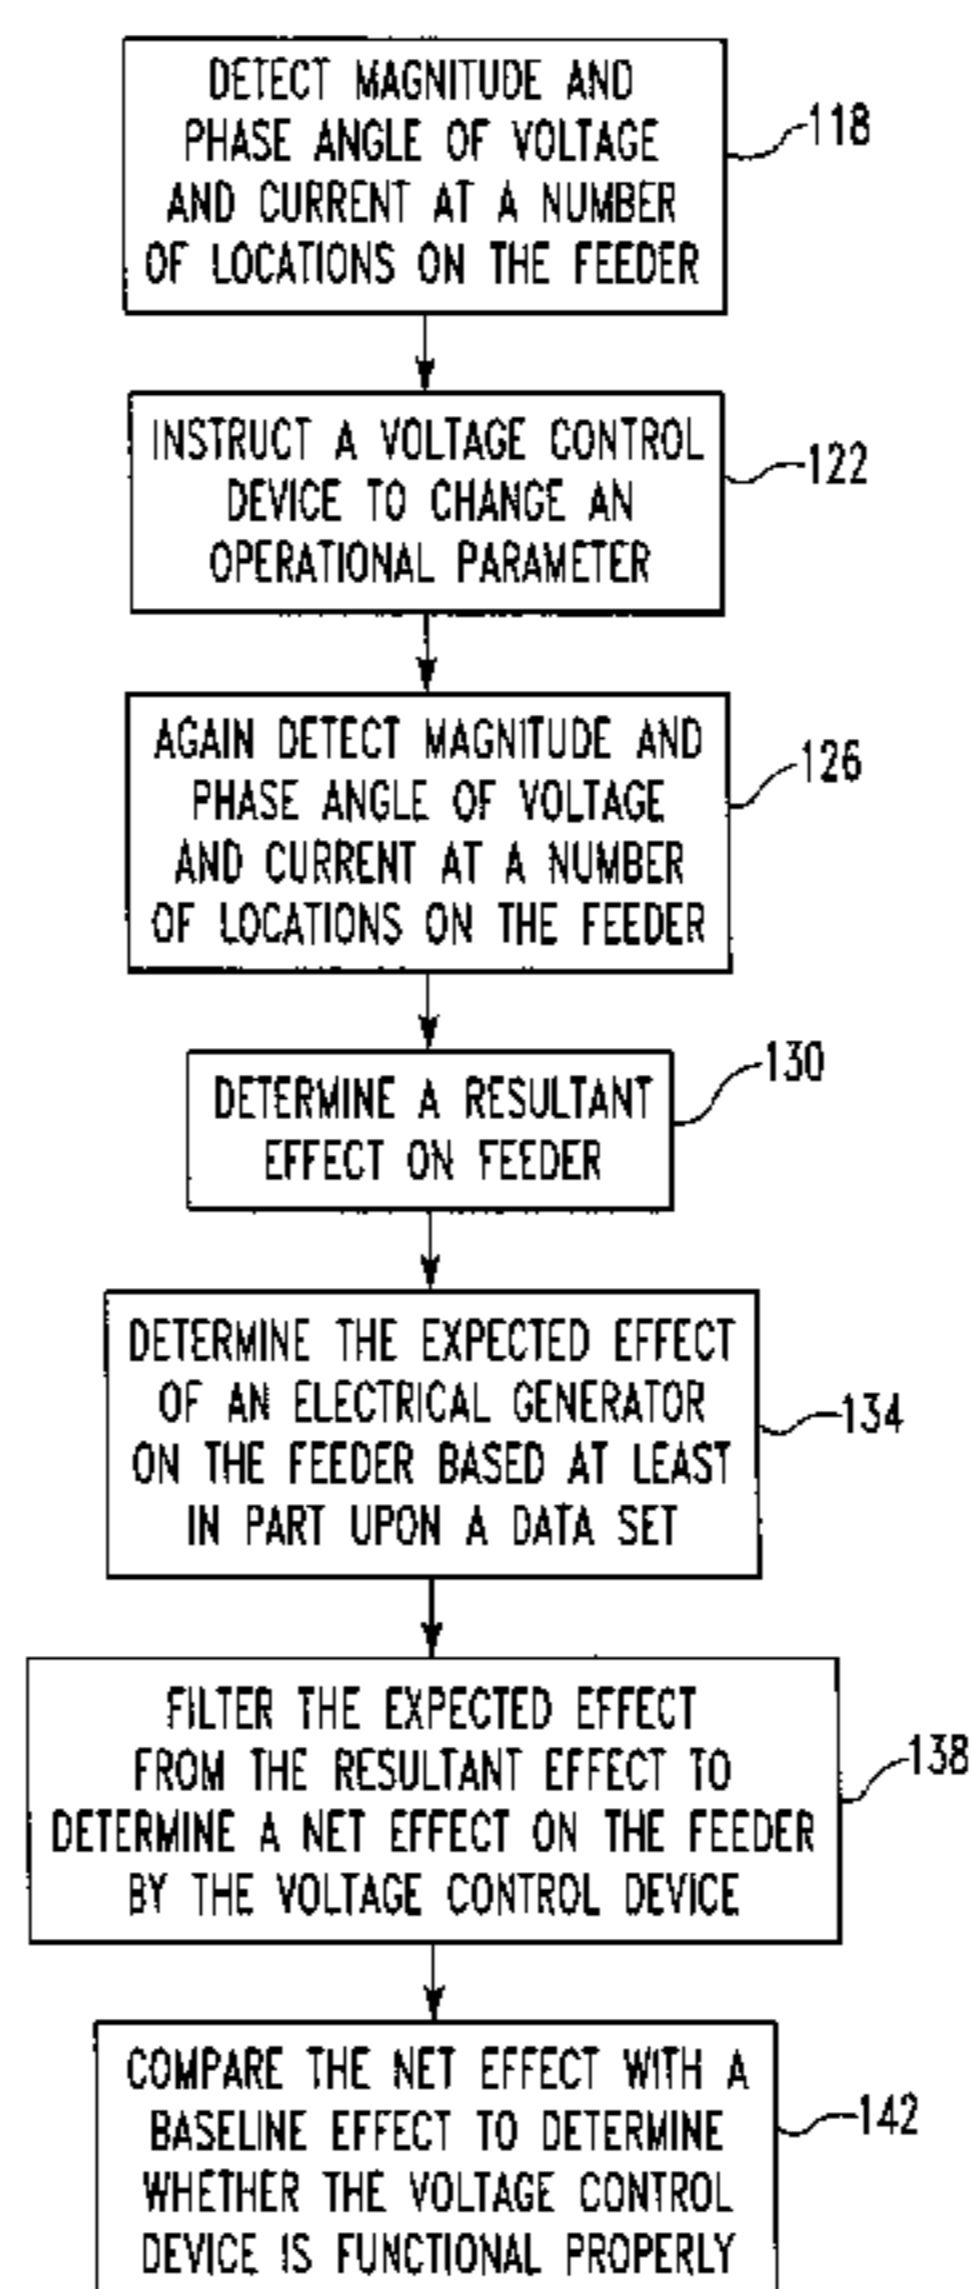 DETECT MAGNITUDE AND
PHASE ANGLE OF VOLTAGE
AND CURRENT AT A NUMBER
OF LOCATIONS ON THE FEEDER
118
INSTRUCT A VOLTAGE CONTROL
DEVICE TO CHANGE AN
OPERATIONAL PARAMETER
122
AGAIN DETECT MAGNITUDE AND
PHASE ANGLE OF VOLTAGE
AND CURRENT AT A NUMBER
OF LOCATIONS ON THE FEEDER
126
DETERMINE A RESULTANT
EFFECT ON FEEDER
130
DETERMINE THE EXPECTED EFFECT
OF AN ELECTRICAL GENERATOR
ON THE FEEDER BASED AT LEAST
IN PART UPON A DATA SET
134
FILTER THE EXPECTED EFFECT
FROM THE RESULTANT EFFECT TO
DETERMINE A NET EFFECT ON THE FEEDER
BY THE VOLTAGE CONTROL DEVICE
138
COMPARE THE NET EFFECT WITH A
BASELINE EFFECT TO DETERMINE
WHETHER THE VOLTAGE CONTROL
DEVICE IS FUNCTIONAL PROPERLY
142